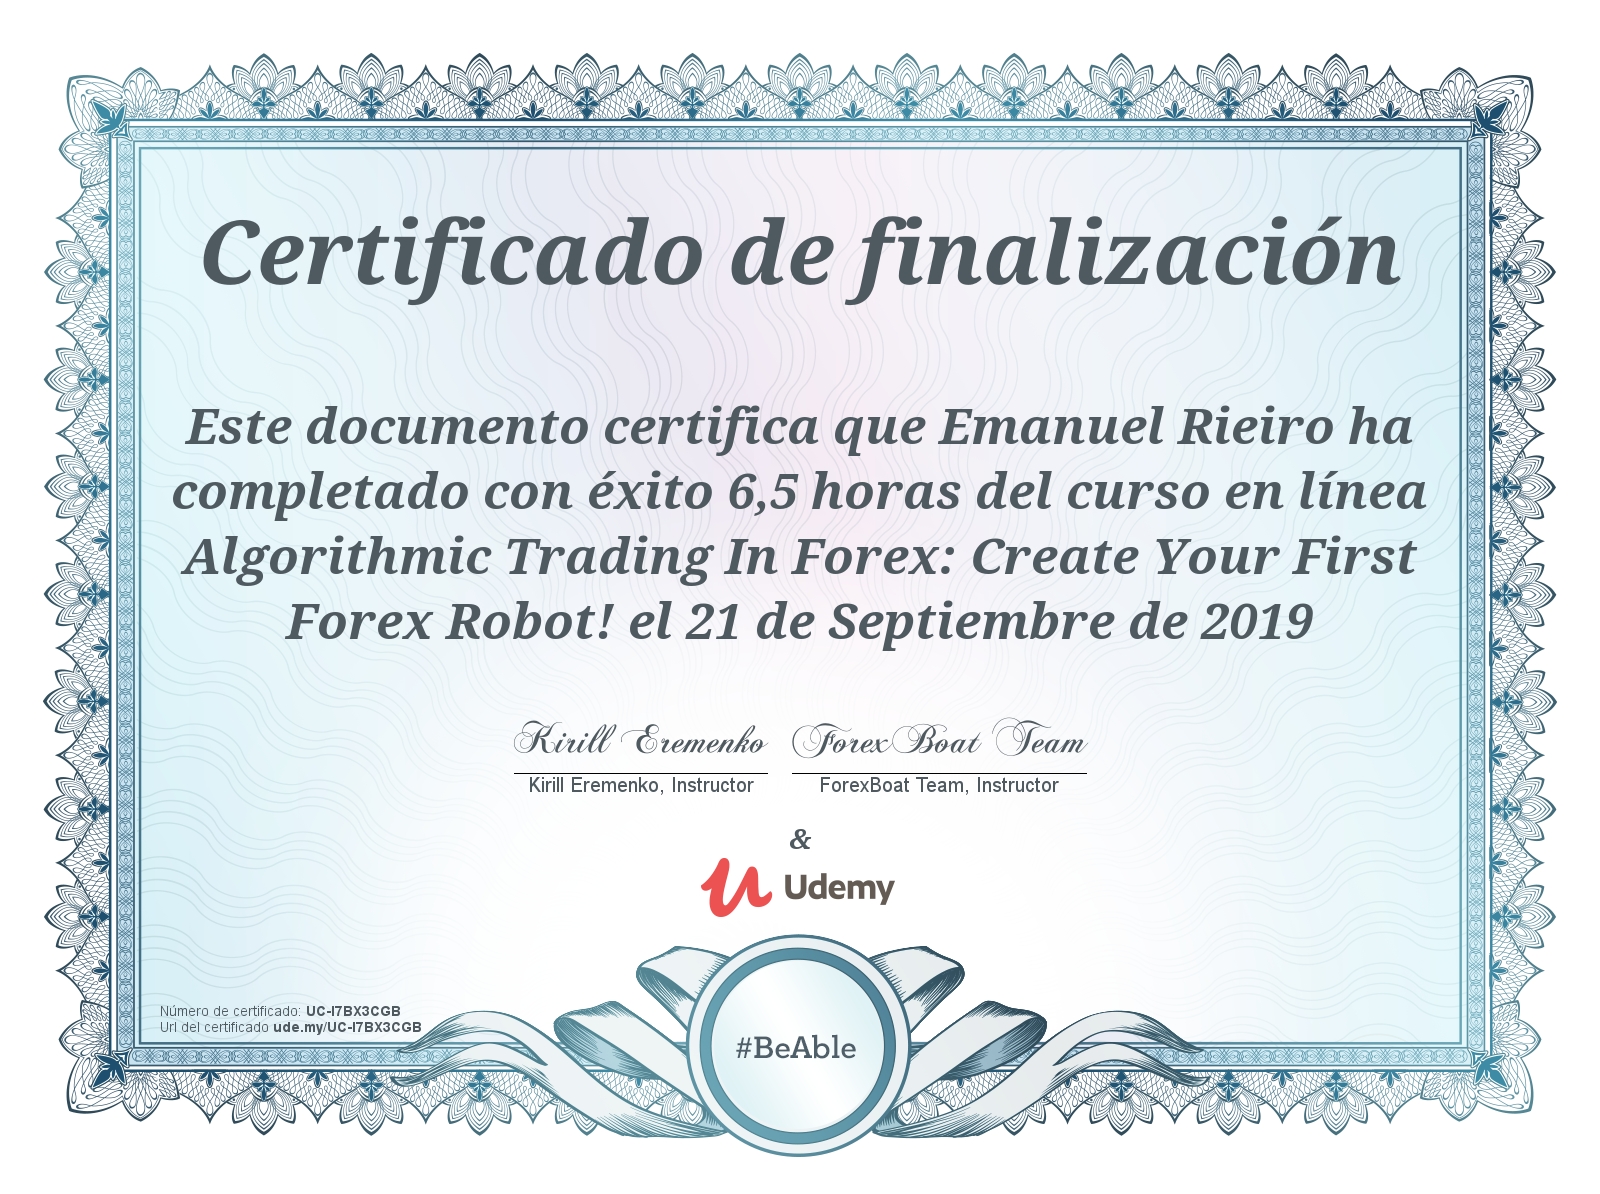 Certificado de finalización
Este documento certifica que Emanuel Rieiro ha
completado con éxito 6,5 horas del curso en línea
Algorithmic Trading In Forex: Create Your First
Forex Robot! el 21 de Septiembre de 2019
Kirill Eremenko ForexBoat Team
Kirill Eremenko, Instructor ForexBoat Team, Instructor
&
Udemy
Número de certificado: UC-I7BX3CGB
Url del certificado ude.my/UC-I7BX3CGB
#BeAble